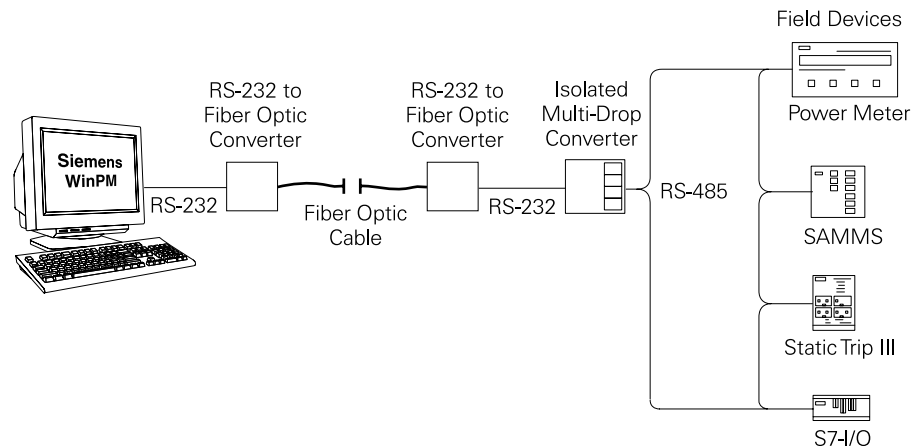 Field Devices
RS-232 to
Fiber Optic
Converter
RS-232 to
Fiber Optic
Converter
Isolated
Multi-Drop
Converter
Power Meter
Siemens
WinPM
RS-232
Fiber Optic
Cable
RS-232
RS-485
SAMMS
Static Trip III
S7-I/O